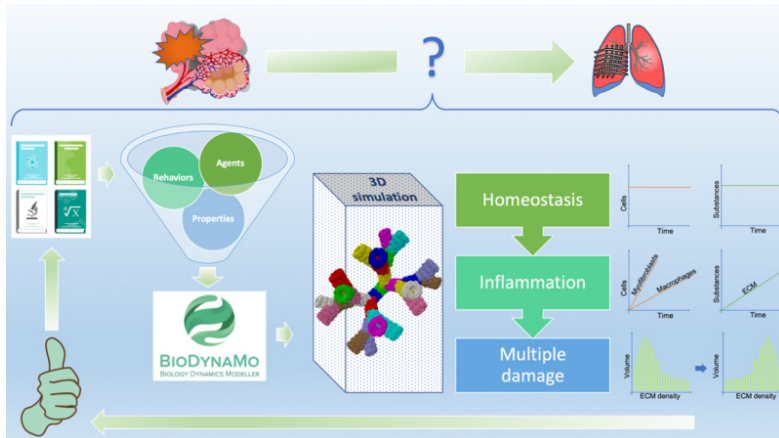 ?
Behaviors
Agents
Properties
√x
BIODYNAMO
BIOLOGY DYNAMICS MODELLER
3D
simulation
Homeostasis
Inflammation
Multiple
damage
Cells
Time
Substances
Time
Cells
Myofibroblasts
Macrophages
Time
Substances
ECM
Time
Volume
ECM density
Volume
ECM density